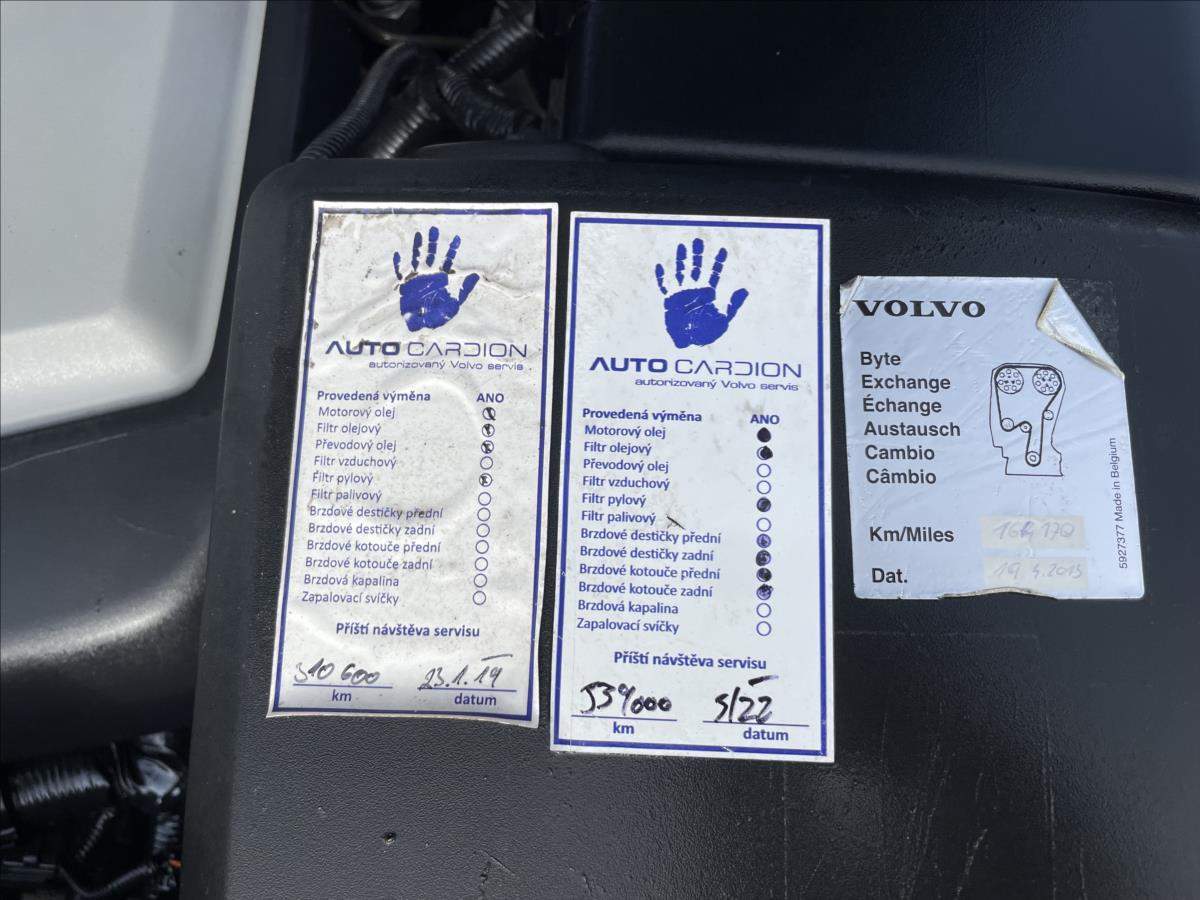 AUTO CARDION
autorizovaný Volvo servis
Provedená výměna ANO
Motorový olej
Filtr olejový
Převodový olej
Filtr vzduchový
Filtr pylový
Filtr palivový
Brzdové destičky přední
Brzdové destičky zadní
Brzdové kotouče přední
Brzdové kotouče zadní
Brzdová kapalina
Zapalovací svíčky
Příští návštěva servisu
310 600 23.1.19
km datum
AUTO CARDION
autorizovaný Volvo servis
Provedená výměna ANO
Motorový olej
Filtr olejový
Převodový olej
Filtr vzduchový
Filtr pylový
Filtr palivový
Brzdové destičky přední
Brzdové destičky zadní
Brzdové kotouče přední
Brzdové kotouče zadní
Brzdová kapalina
Zapalovací svíčky
Příští návštěva servisu
339000 5/22
km datum
VOLVO
Byte
Exchange
Échange
Austausch
Cambio
Câmbio
Km/Miles
Dat. 19.4.2013
5927377 Made in Belgium